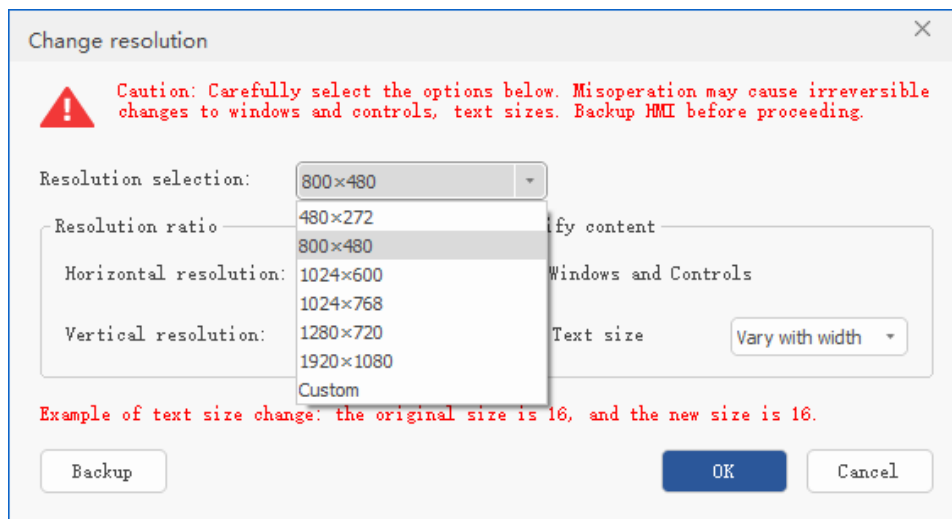 Change resolution
Caution: Carefully select the options below. Misoperation may cause irreversible
changes to windows and controls, text sizes. Backup HMI before proceeding.
Resolution selection: 800×480
480×272
Resolution ratio ify content
800×480
Horizontal resolution: 1024×600 Windows and Controls
1024×768
Vertical resolution: 1280×720 Text size Vary with width
1920×1080
Custom
Example of text size change: the original size is 16, and the new size is 16.
Backup OK Cancel